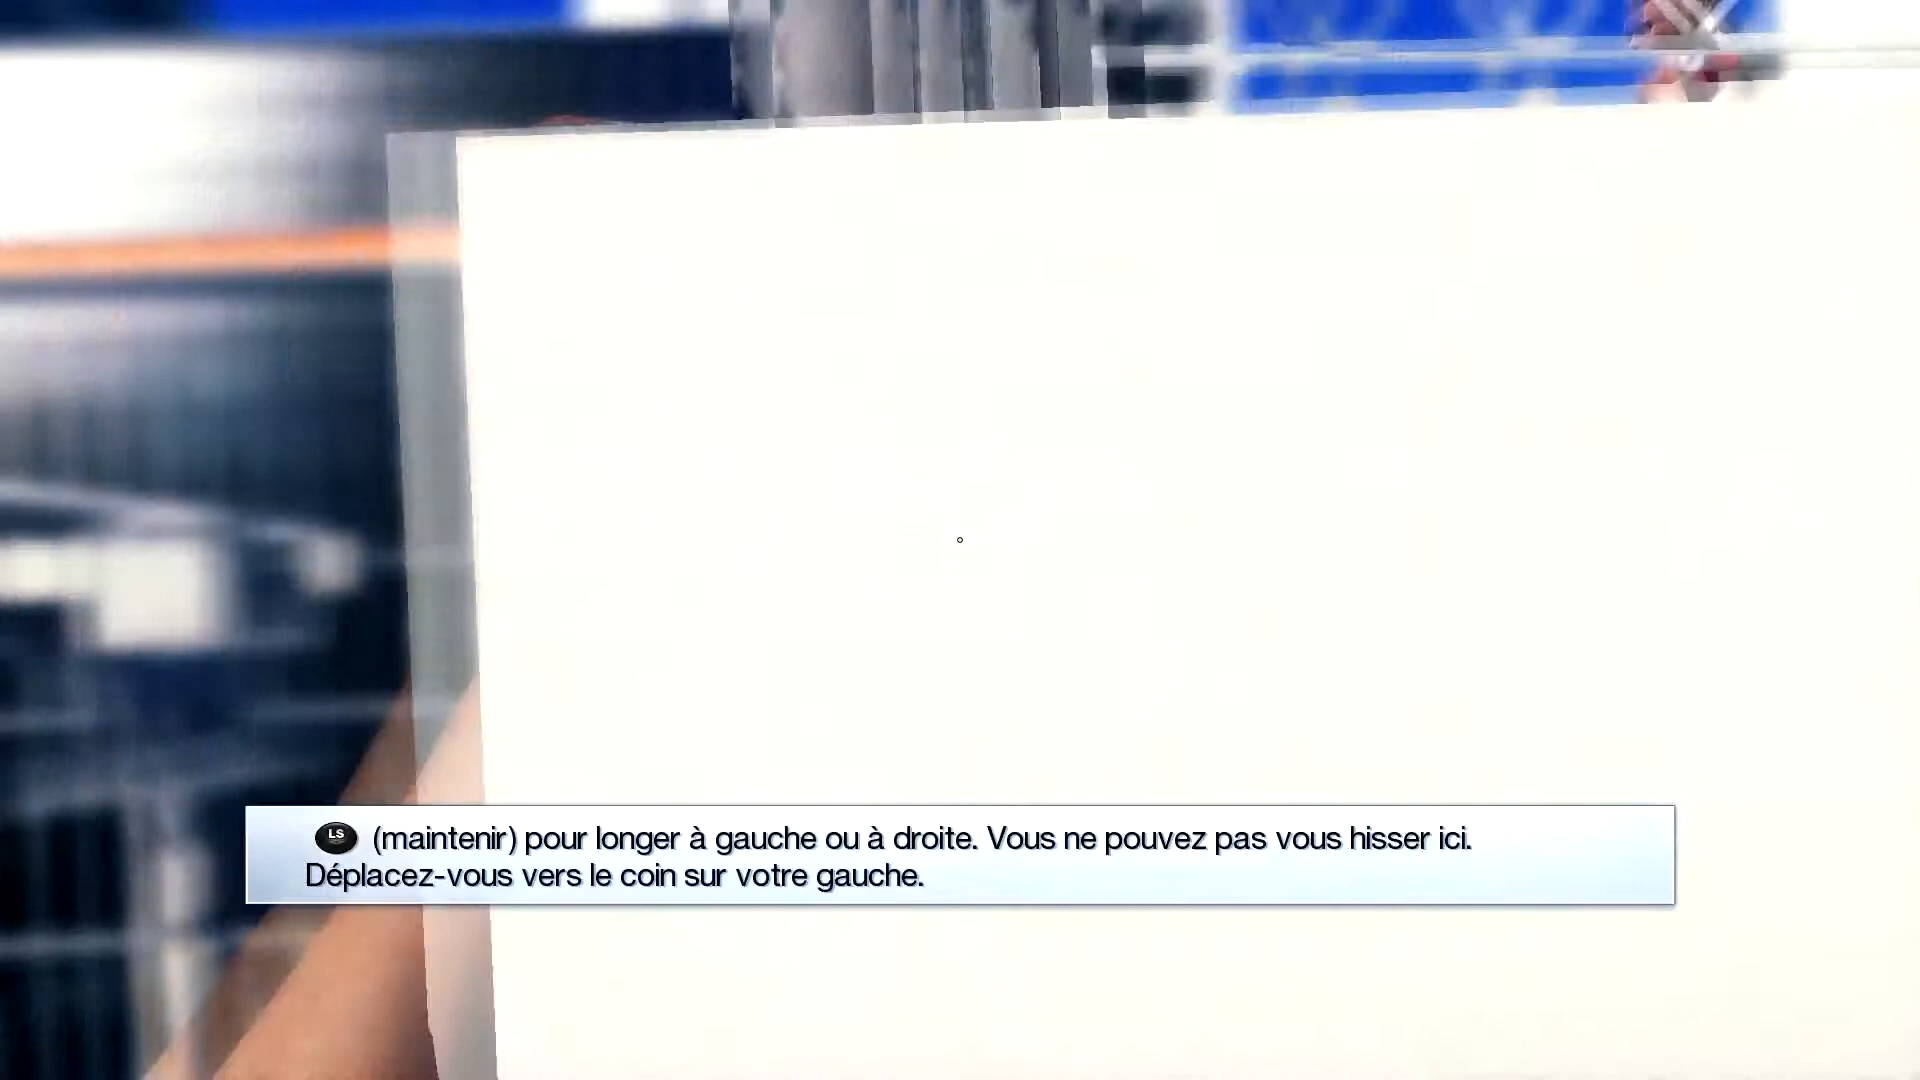 LS (maintenir) pour longer à gauche ou à droite. Vous ne pouvez pas vous hisser ici.
Déplacez-vous vers le coin sur votre gauche.